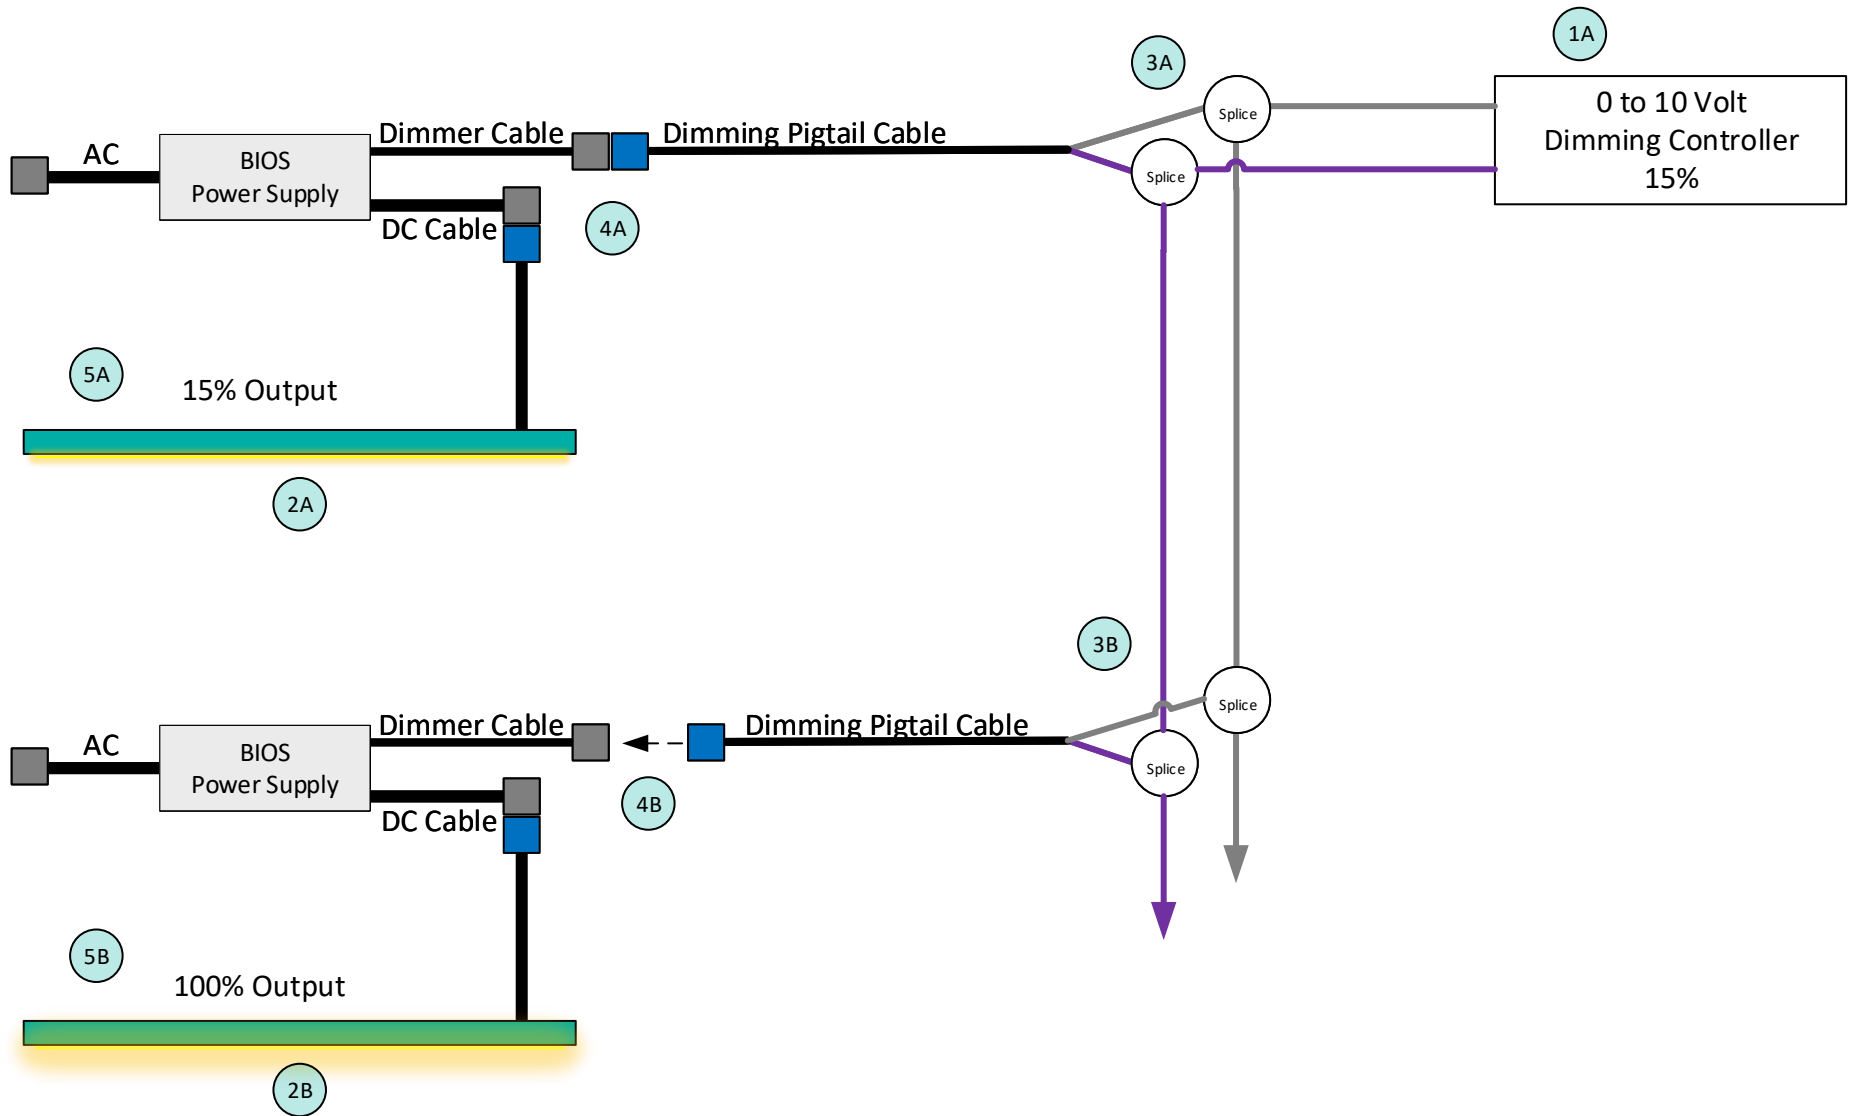 1A
3A
Splice
0 to 10 Volt
Dimming Controller
15%
AC
BIOS
Power Supply
Dimmer Cable
Dimming Pigtail Cable
Splice
DC Cable
4A
5A
15% Output
2A
3B
Splice
AC
BIOS
Power Supply
Dimmer Cable
Dimming Pigtail Cable
Splice
DC Cable
4B
5B
100% Output
2B